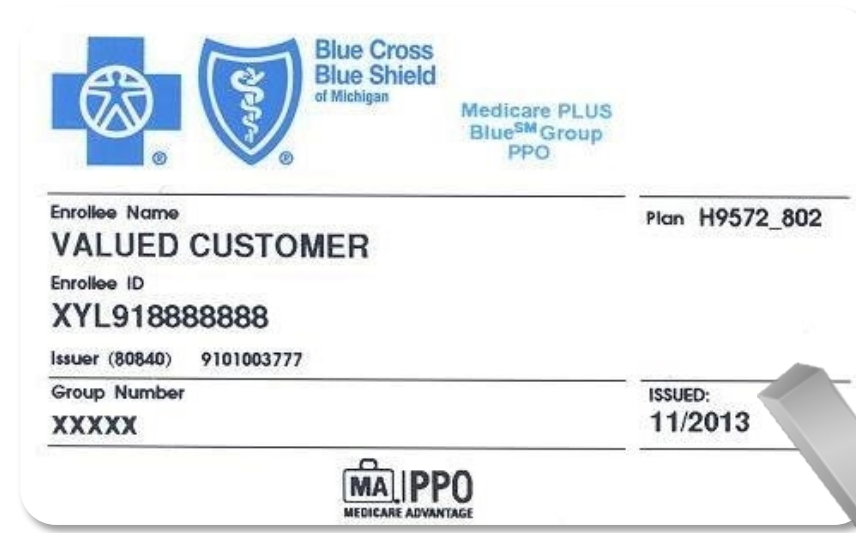 Blue Cross
Blue Shield
of Michigan
Medicare PLUS
Blue℠ Group
PPO
Enrollee Name
VALUED CUSTOMER
Plan H9572_802
Enrollee ID
XYL918888888
Issuer (80840) 9101003777
Group Number
XXXXX
ISSUED:
11/2013
MA PPO
MEDICARE ADVANTAGE